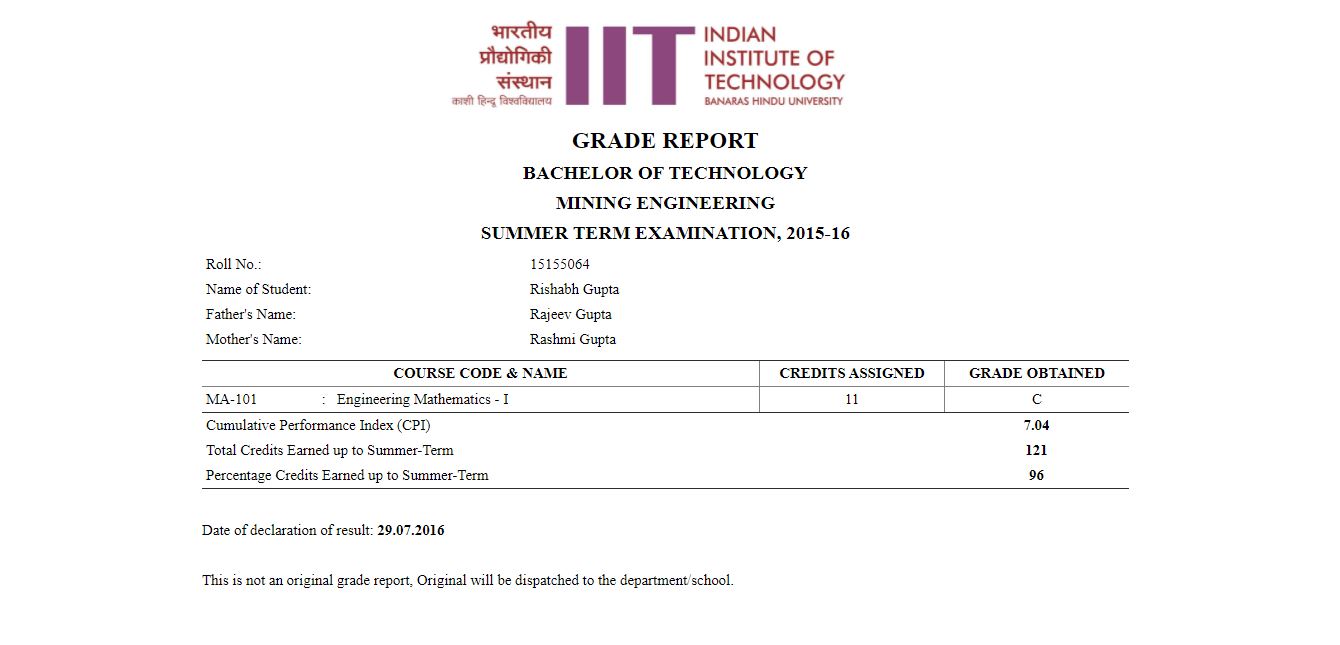 भारतीय
प्रौद्योगिकी
संस्थान
काशी हिन्दू विश्वविद्यालय
IIT
INDIAN
INSTITUTE OF
TECHNOLOGY
BANARAS HINDU UNIVERSITY
GRADE REPORT
BACHELOR OF TECHNOLOGY
MINING ENGINEERING
SUMMER TERM EXAMINATION, 2015-16
Roll No.: 15155064
Name of Student: Rishabh Gupta
Father's Name: Rajeev Gupta
Mother's Name: Rashmi Gupta
COURSE CODE & NAME CREDITS ASSIGNED GRADE OBTAINED
MA-101 : Engineering Mathematics - I 11 C
Cumulative Performance Index (CPI) 7.04
Total Credits Earned up to Summer-Term 121
Percentage Credits Earned up to Summer-Term 96
Date of declaration of result: 29.07.2016
This is not an original grade report, Original will be dispatched to the department/school.